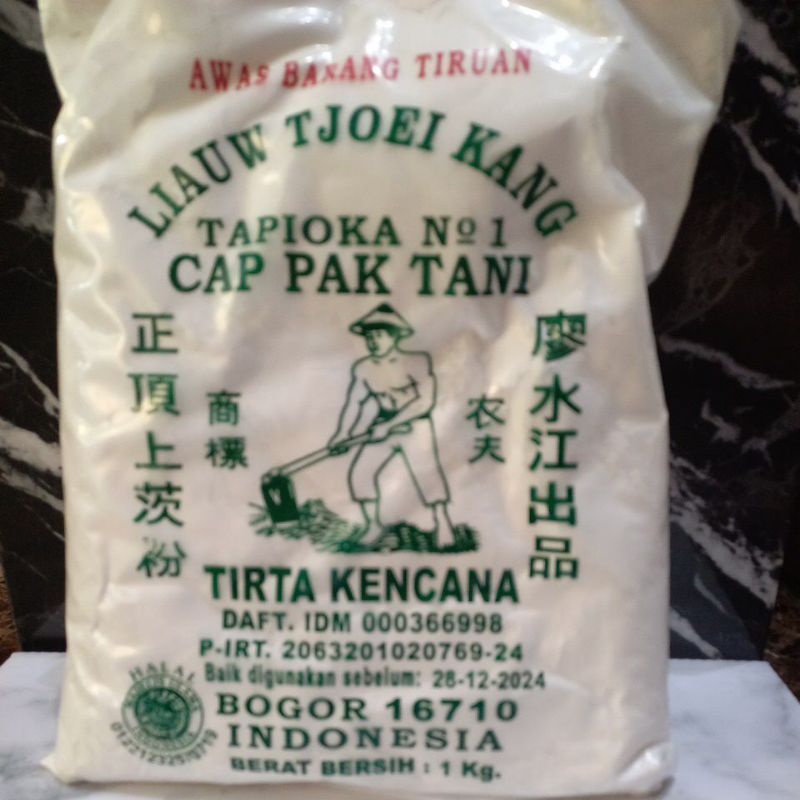 AWAS BARANG TIRUAN
LIAUW TJOEI KANG
TAPIOKA Nº 1
CAP PAK TANI
正頂上茨粉
商標
农夫
廖水江出品
TIRTA KENCANA
DAFT. IDM 000366998
P-IRT. 2063201020769-24
Baik digunakan sebelum: 28-12-2024
HALAL
BOGOR 16710
INDONESIA
BERAT BERSIH : 1 Kg.